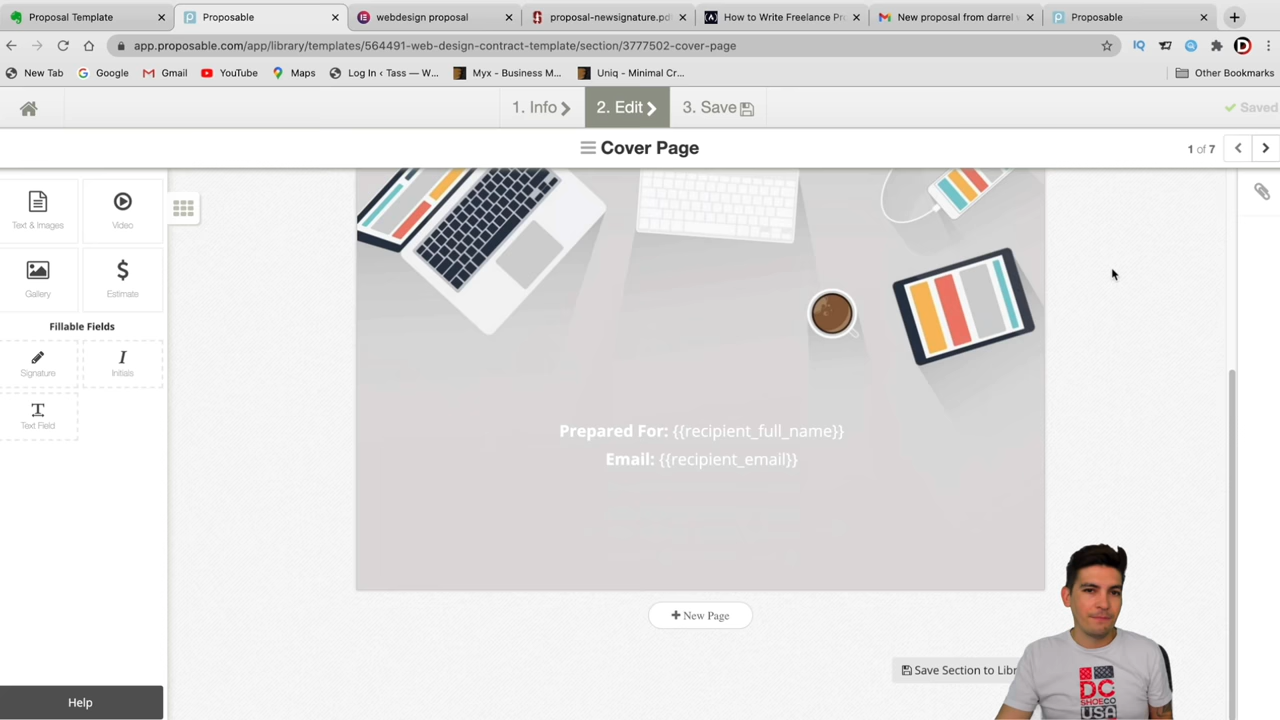 Proposal Template
Proposable
webdesign proposal
proposal-newsignature.pd
How to Write Freelance Pr
New proposal from darrel w
Proposable
app.proposable.com/app/library/templates/564491-web-design-contract-template/section/3777502-cover-page
New Tab
Google
Gmail
YouTube
Maps
Log In ‹ Tass — W...
Myx - Business M...
Uniq - Minimal Cr...
Other Bookmarks
1. Info
2. Edit
3. Save
Saved
Cover Page
1 of 7
Text & Images
Video
Gallery
Estimate
Fillable Fields
Signature
Initials
Text Field
Prepared For: {{recipient_full_name}}
Email: {{recipient_email}}
+ New Page
Save Section to Libr
Help
DC
SHOECO
USA